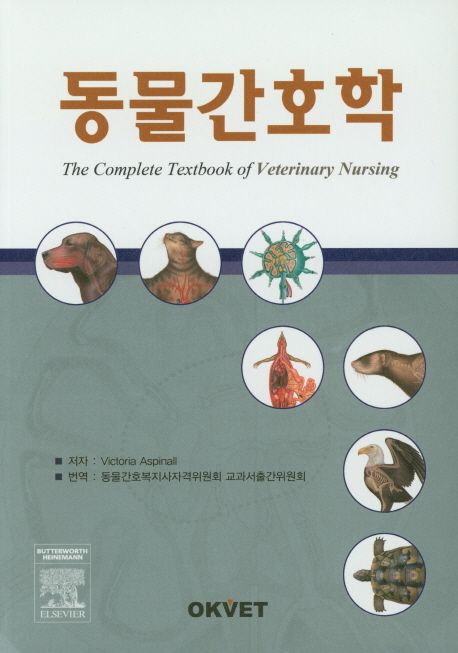 동물간호학
The Complete Textbook of Veterinary Nursing
■ 저자 : Victoria Aspinall
■ 번역 : 동물간호복지사자격위원회 교과서출간위원회
BUTTERWORTH
HEINEMANN
ELSEVIER
OKVET